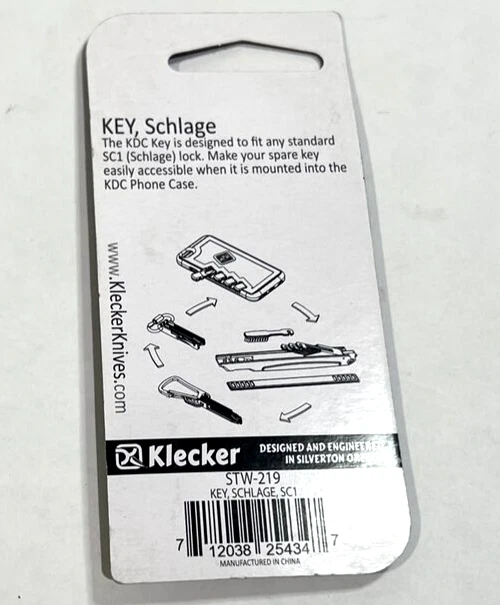 KEY, Schlage
The KDC Key is designed to fit any standard
SC1 (Schlage) lock. Make your spare key
easily accessible when it is mounted into the
KDC Phone Case.
www.KleckerKnives.com
Klecker
DESIGNED AND ENGINEERED
IN SILVERTON
STW-219
KEY, SCHLAGE, SC1
7 12038 25434 7
MANUFACTURED IN CHINA